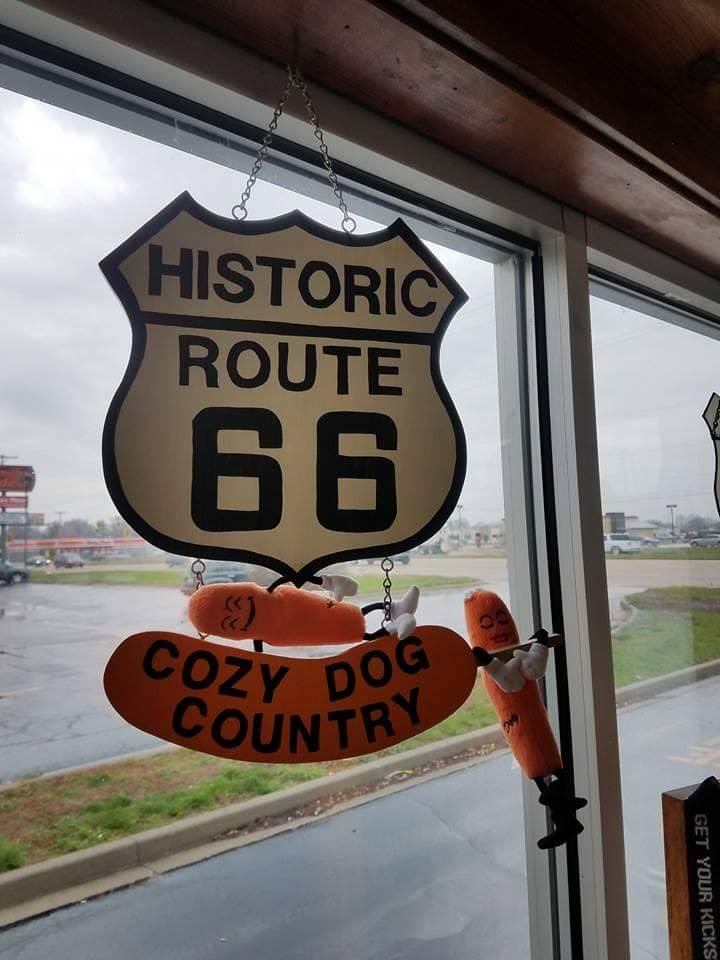 HISTORIC
ROUTE
66
COZY DOG
COUNTRY
GET YOUR KICKS